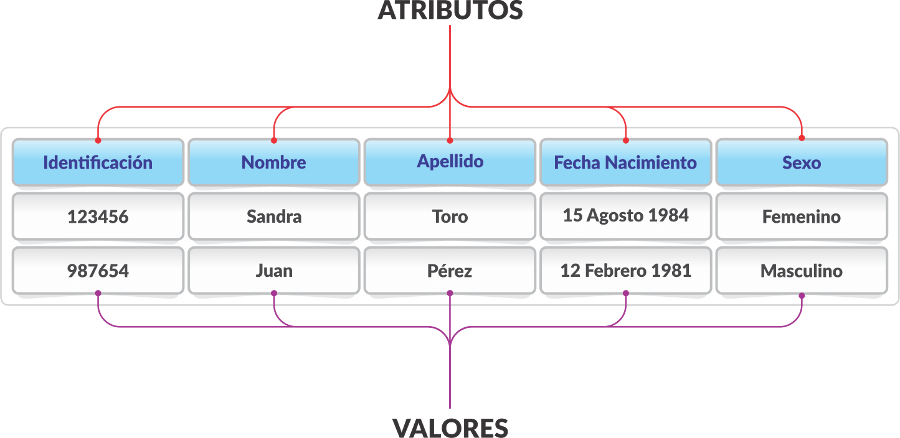 ATRIBUTOS
Identificación Nombre Apellido Fecha Nacimiento Sexo
123456 Sandra Toro 15 Agosto 1984 Femenino
987654 Juan Pérez 12 Febrero 1981 Masculino
VALORES